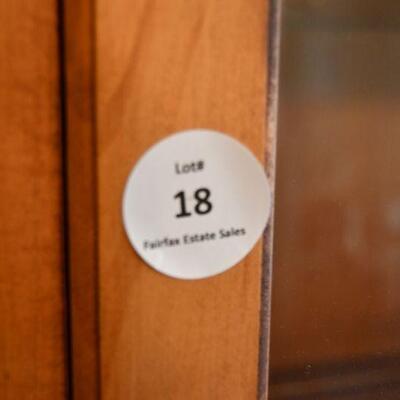 Lot#
18
Fairfax Estate Sales